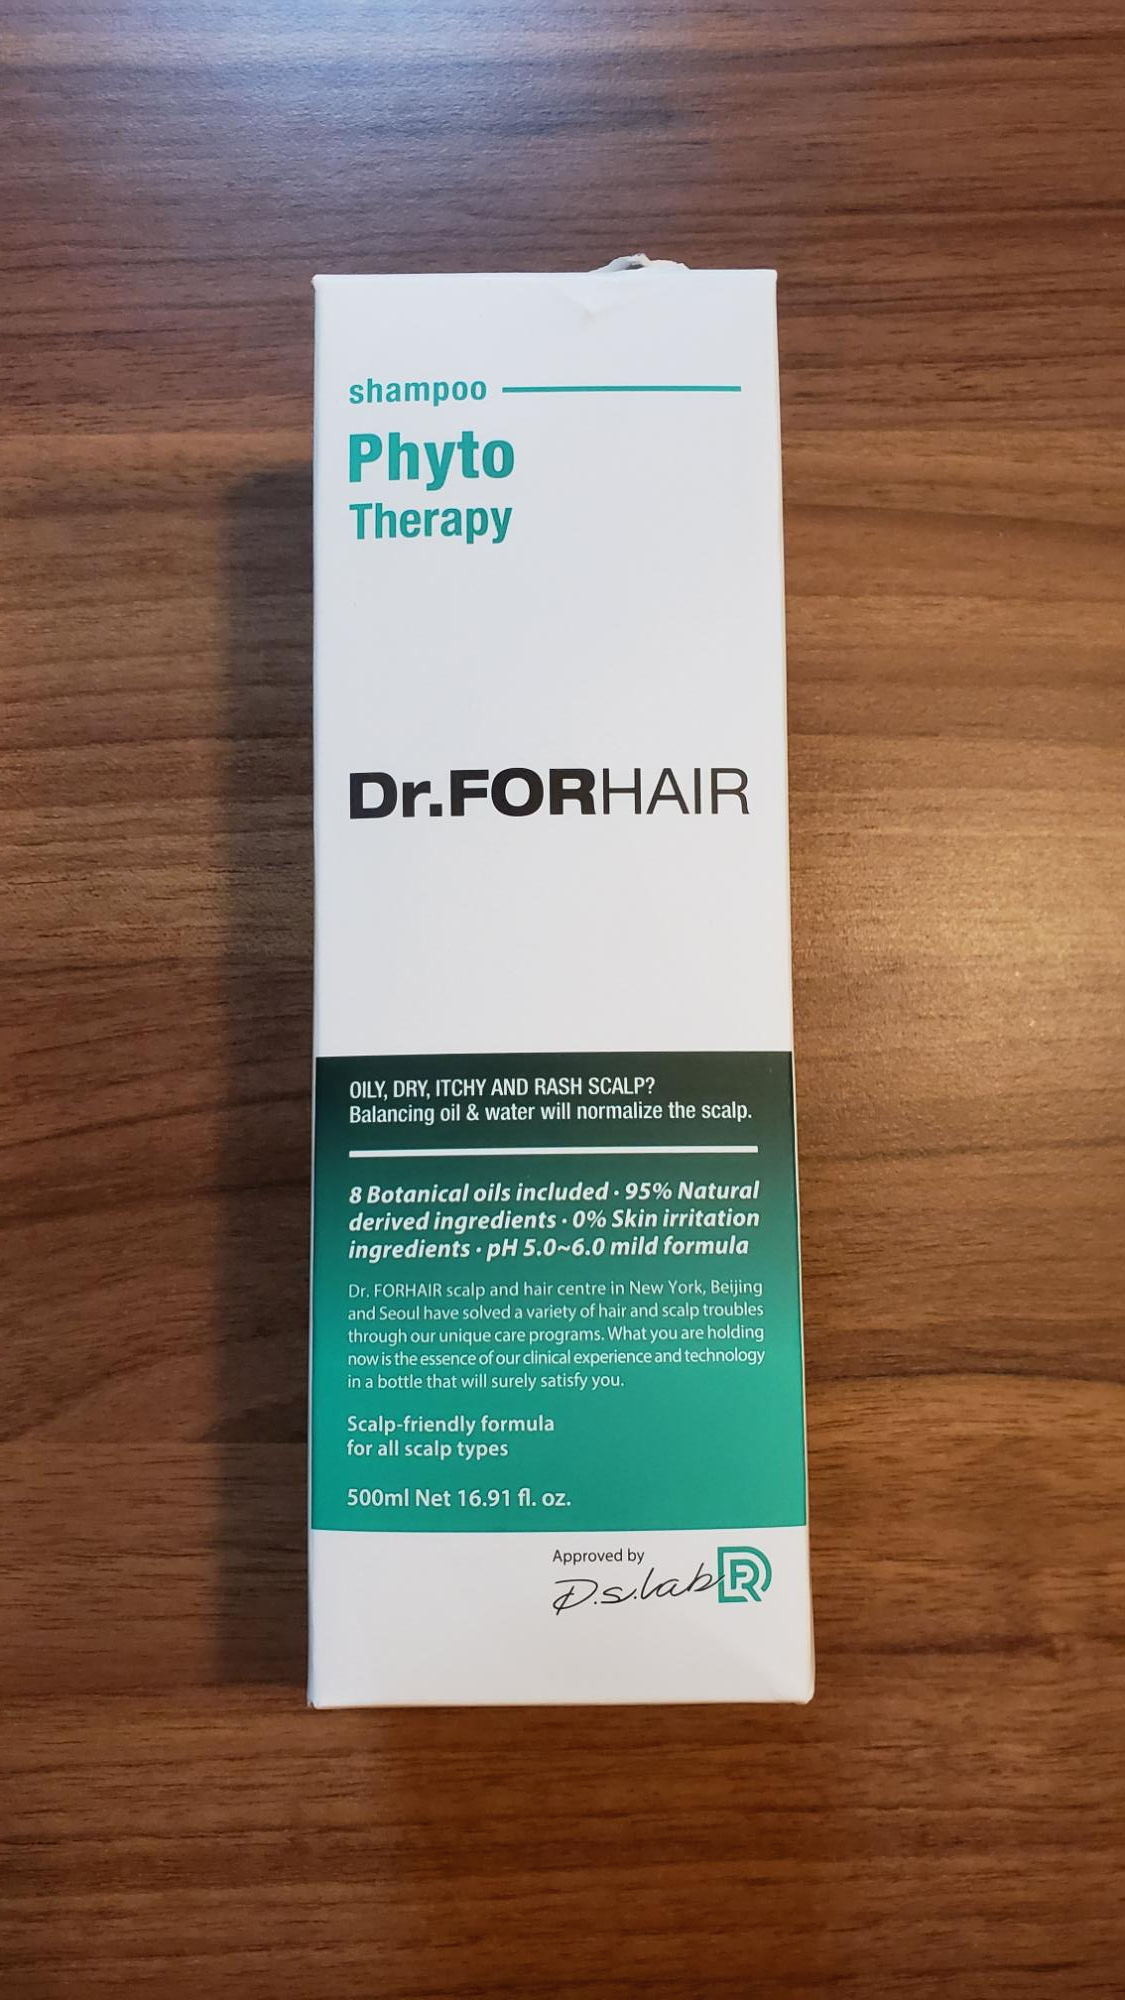 shampoo
Phyto
Therapy
Dr.FORHAIR
OILY, DRY, ITCHY AND RASH SCALP?
Balancing oil & water will normalize the scalp.
8 Botanical oils included · 95% Natural
derived ingredients · 0% Skin irritation
ingredients · pH 5.0~6.0 mild formula
Dr. FORHAIR scalp and hair centre in New York, Beijing
and Seoul have solved a variety of hair and scalp troubles
through our unique care programs. What you are holding
now is the essence of our clinical experience and technology
in a bottle that will surely satisfy you.
Scalp-friendly formula
for all scalp types
500ml Net 16.91 fl. oz.
Approved by
D.s.lab